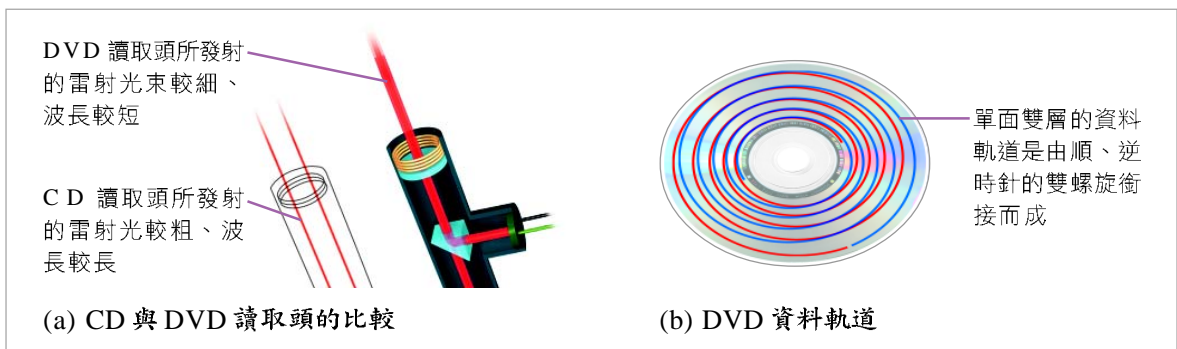 DVD 讀取頭所發射
的雷射光束較細、
波長較短
CD 讀取頭所發射
的雷射光較粗、波
長較長
(a) CD 與 DVD 讀取頭的比較
單面雙層的資料
軌道是由順、逆
時針的雙螺旋銜
接而成
(b) DVD 資料軌道